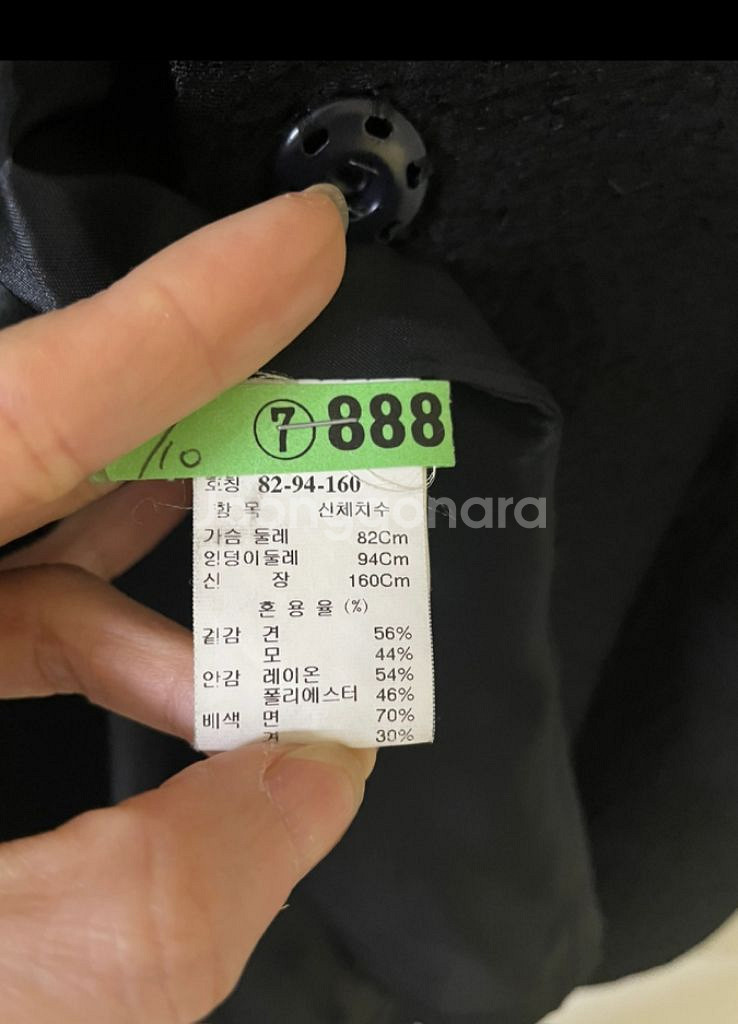 /10 ⑦ 888
호칭 82-94-160
항 목 신체치수
가슴 둘레 82Cm
엉덩이둘레 94Cm
신 장 160Cm
혼 용 율 (%)
겉감 견 56%
모 44%
안감 레이온 54%
폴리에스터 46%
배색 면 70%
견 30%